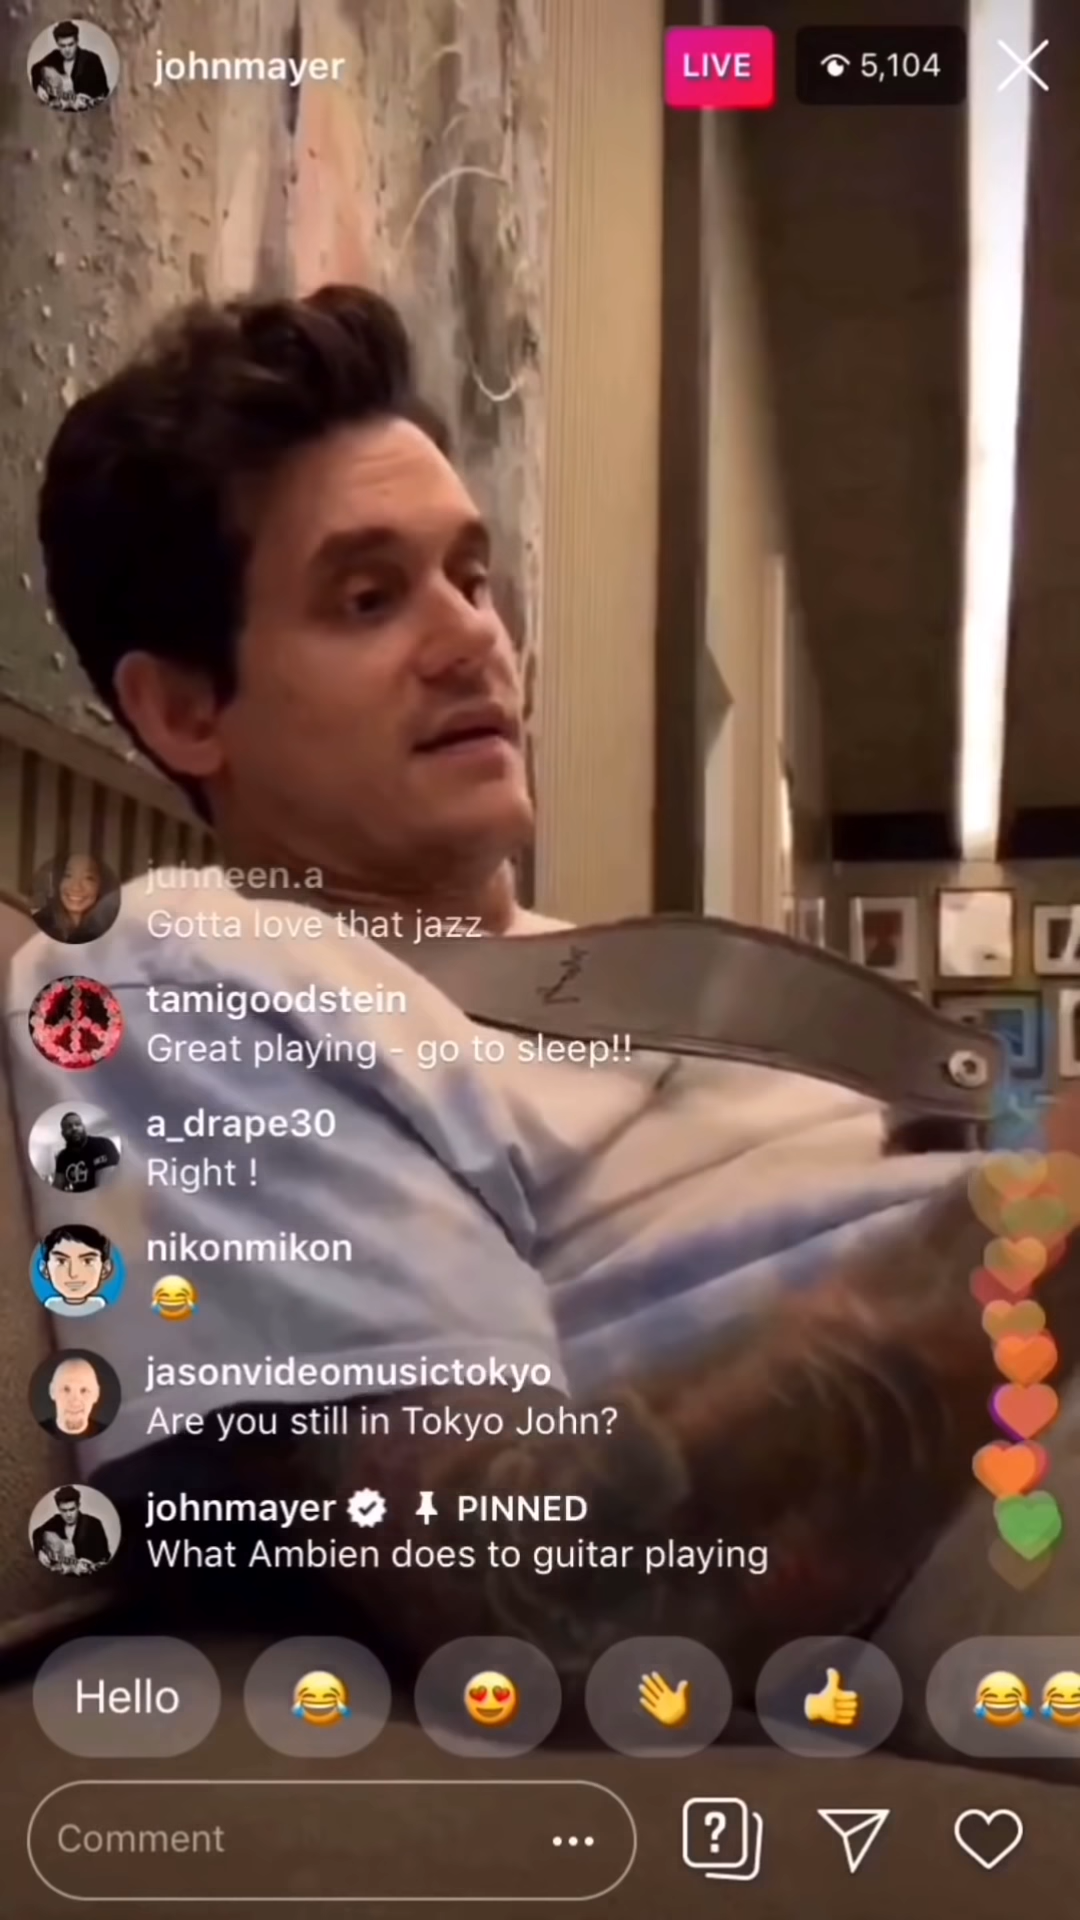 johnmayer
LIVE
5,104
juhneen.a
Gotta love that jazz
tamigoodstein
Great playing - go to sleep!!
a_drape30
Right !
nikonmikon
😂
jasonvideomusictokyo
Are you still in Tokyo John?
johnmayer PINNED
What Ambien does to guitar playing
Hello 😂 😍 👋 👍 😂😂
Comment